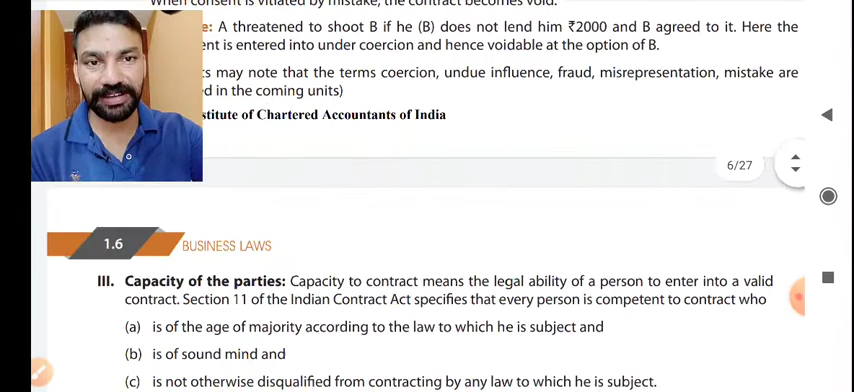 When consent is vitiated by mistake, the contract becomes void.
e: A threatened to shoot B if he (B) does not lend him ₹2000 and B agreed to it. Here the
ent is entered into under coercion and hence voidable at the option of B.
ts may note that the terms coercion, undue influence, fraud, misrepresentation, mistake are
d in the coming units)
stitute of Chartered Accountants of India
6/27
1.6 BUSINESS LAWS
III. Capacity of the parties: Capacity to contract means the legal ability of a person to enter into a valid
contract. Section 11 of the Indian Contract Act specifies that every person is competent to contract who
(a) is of the age of majority according to the law to which he is subject and
(b) is of sound mind and
(c) is not otherwise disqualified from contracting by any law to which he is subject.